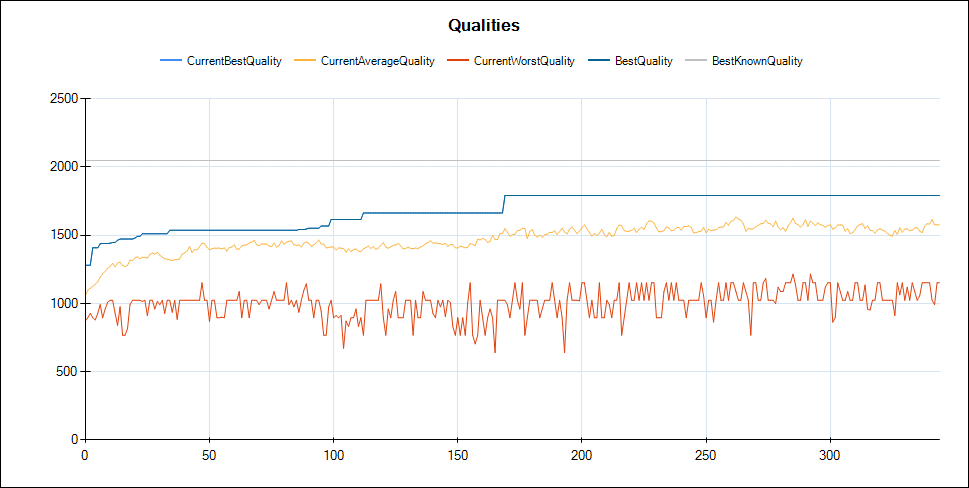 Qualities
CurrentBestQuality CurrentAverageQuality CurrentWorstQuality BestQuality BestKnownQuality
2500
2000
1500
1000
500
0
0 50 100 150 200 250 300